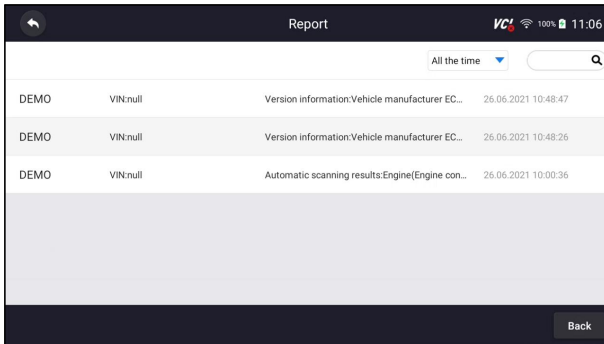 Report VCI 100% 11:06
All the time
DEMO VIN:null Version information:Vehicle manufacturer EC... 26.06.2021 10:48:47
DEMO VIN:null Version information:Vehicle manufacturer EC... 26.06.2021 10:48:26
DEMO VIN:null Automatic scanning results:Engine(Engine con... 26.06.2021 10:00:36
Back